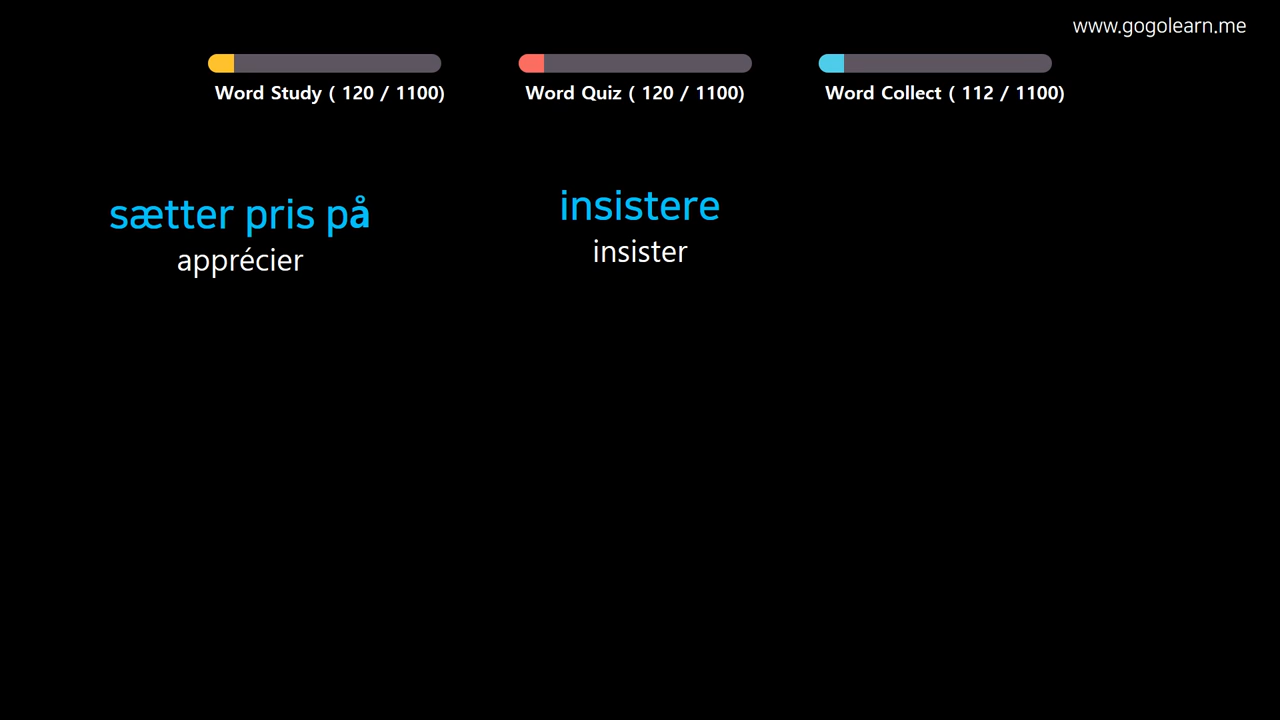 www.gogolearn.me
Word Study ( 120 / 1100)
Word Quiz ( 120 / 1100)
Word Collect ( 112 / 1100)
sætter pris på
apprécier
insistere
insister